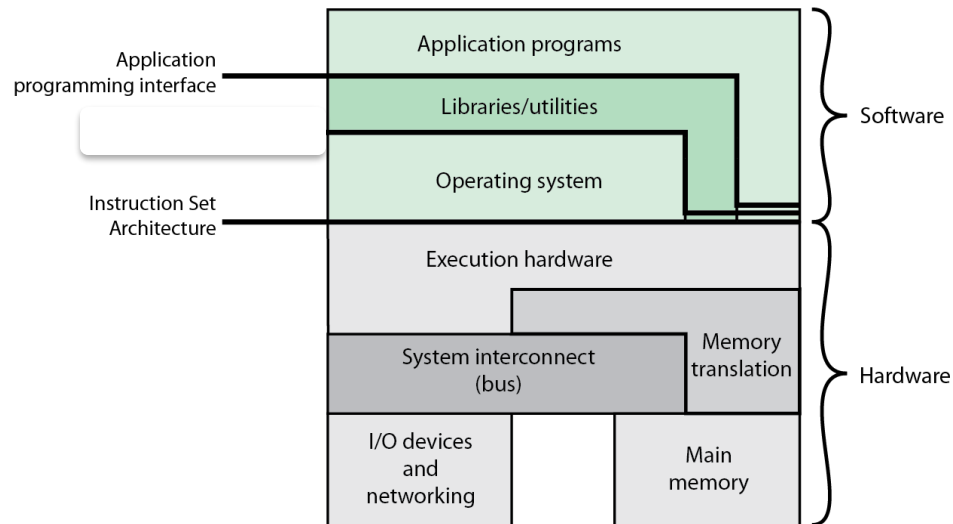 Application programs
Application
programming interface
Libraries/utilities
Software
Operating system
Instruction Set
Architecture
Execution hardware
Memory
translation
System interconnect
(bus)
Hardware
I/O devices
and
networking
Main
memory